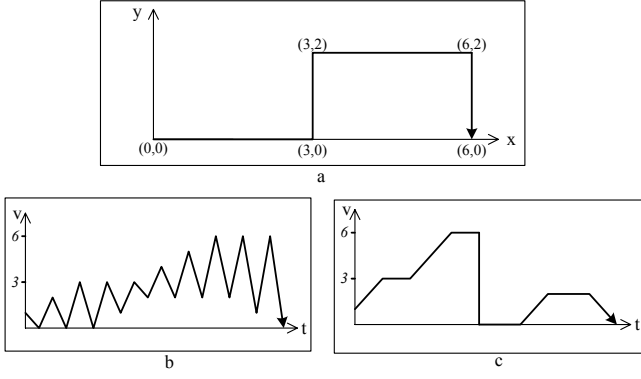 y
(3,2) (6,2)
x
(0,0) (3,0) (6,0)
a
v
6
3
t
b
v
6
3
t
c